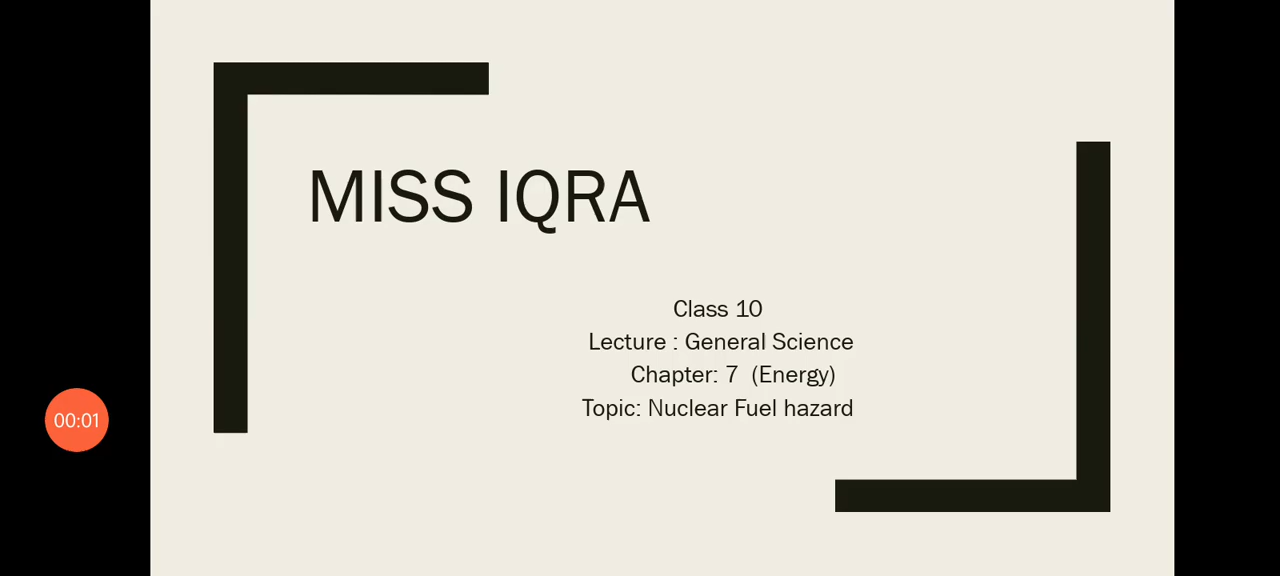 MISS IQRA
Class 10
Lecture : General Science
Chapter: 7 (Energy)
Topic: Nuclear Fuel hazard
00:01